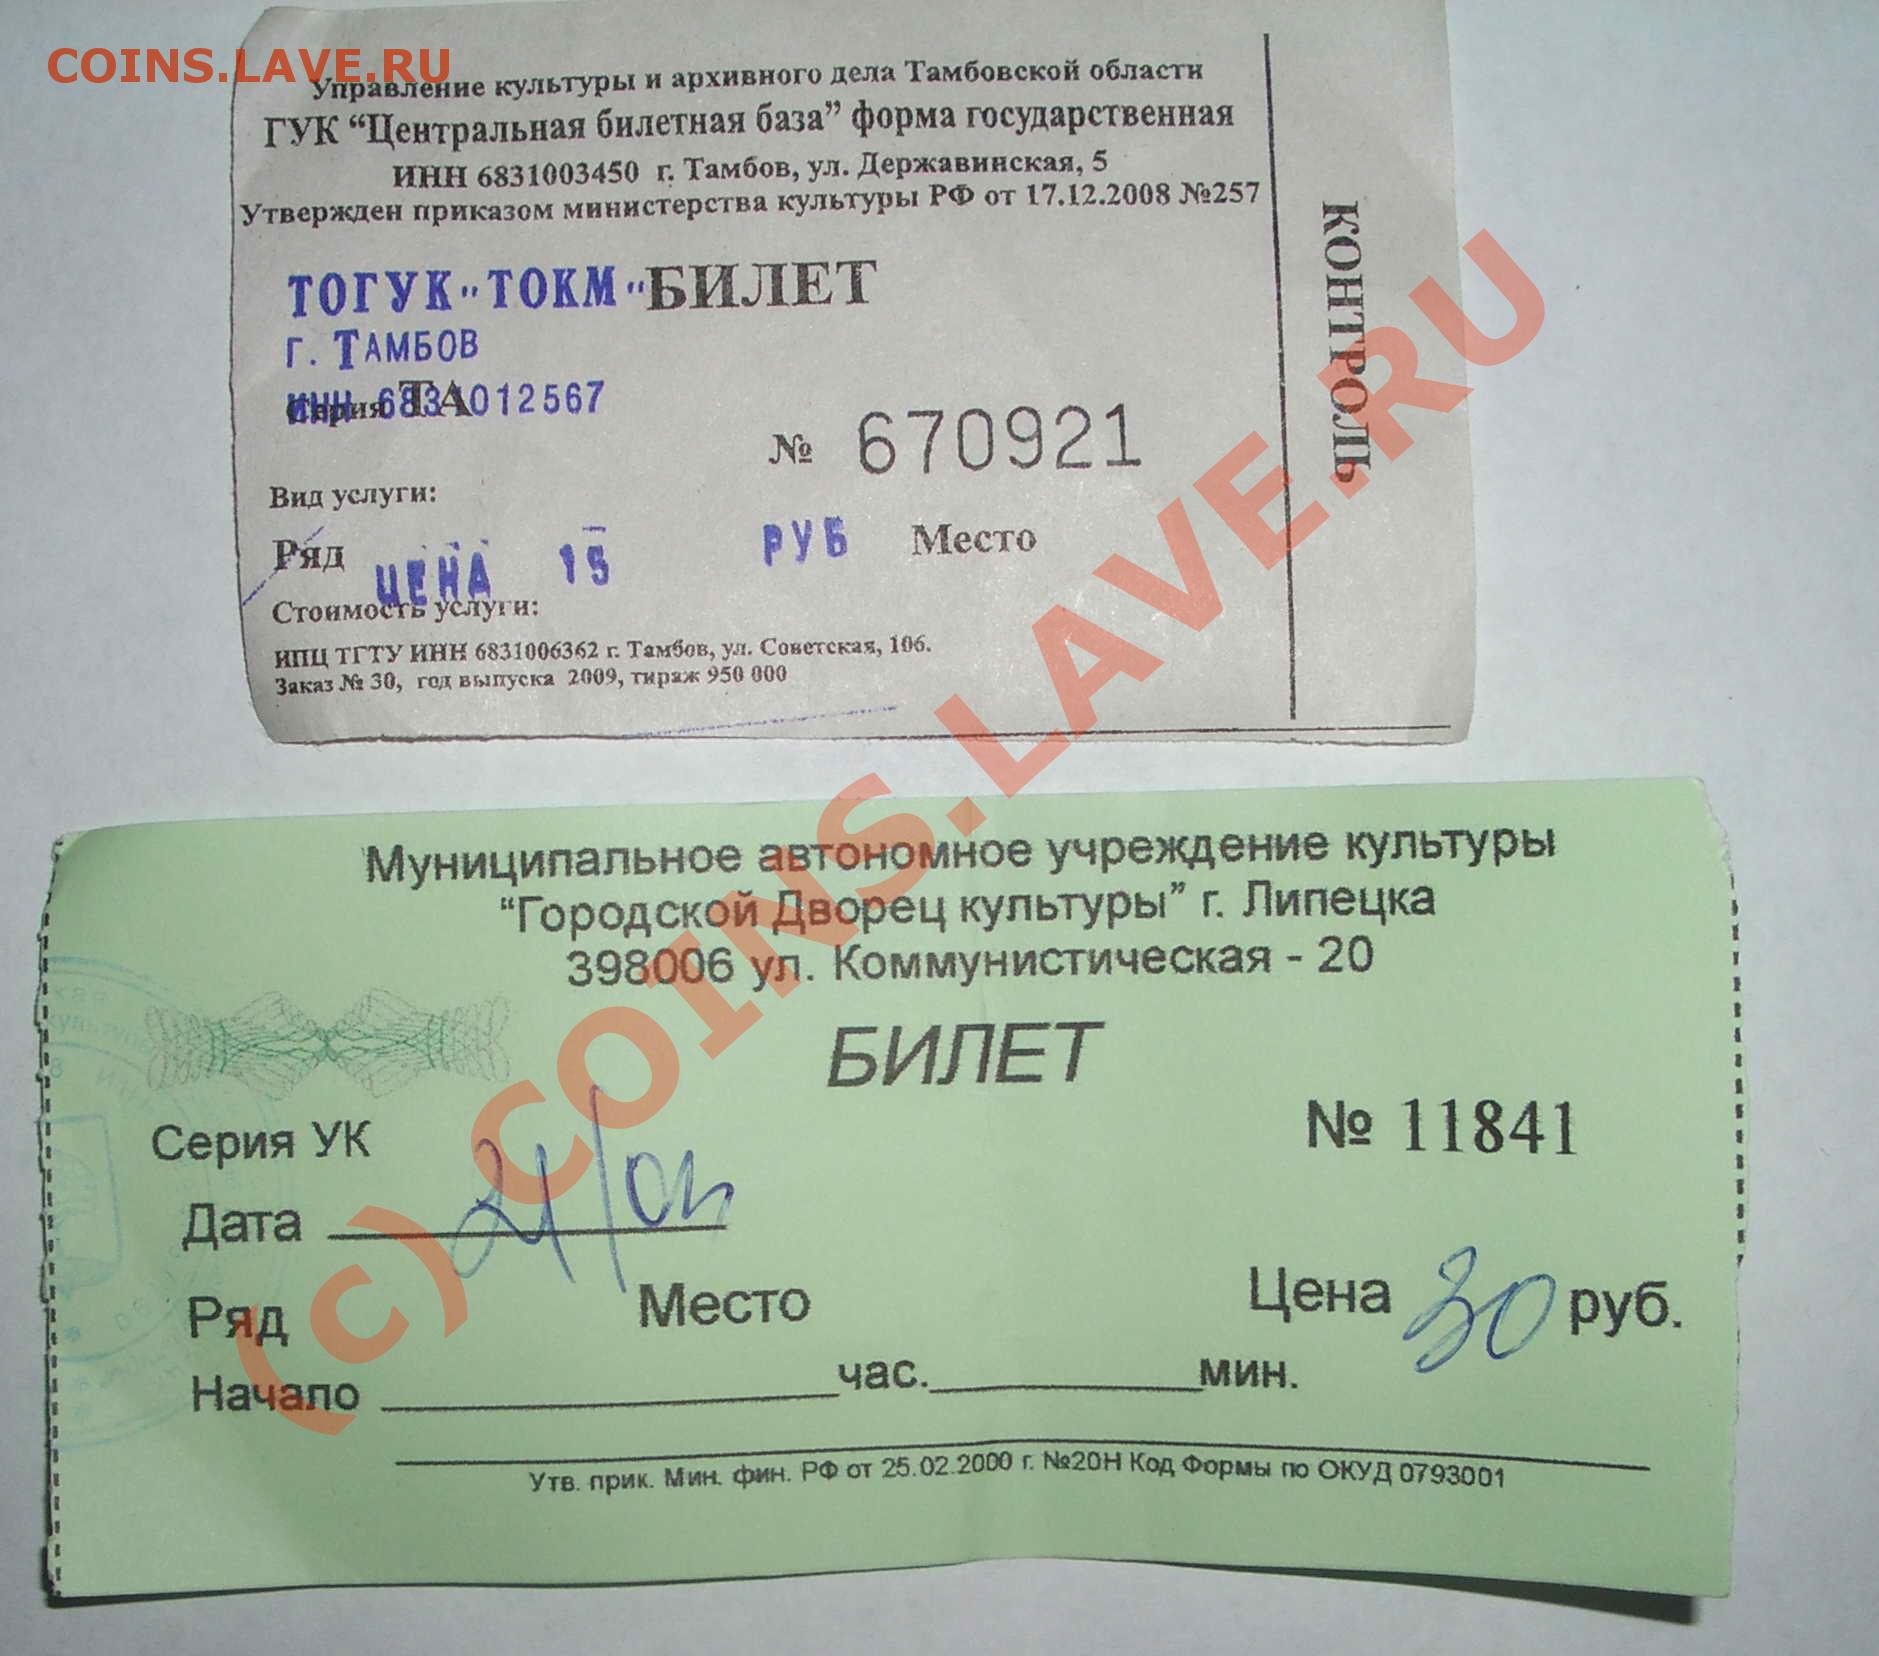 COINS.LAVE.RU
Управление культуры и архивного дела Тамбовской области
ГУК “Центральная билетная база” форма государственная
ИНН 6831003450 г. Тамбов, ул. Державинская, 5
Утвержден приказом министерства культуры РФ от 17.12.2008 №257
ТОГУК "ТОКМ" БИЛЕТ
г. ТАМБОВ
ИНН 6831012567
Серия ТА
№ 670921
Вид услуги:
Ряд
Место
ЦЕНА 15 РУБ
Стоимость услуги:
ИПЦ ТГТУ ИНН 6831006362 г. Тамбов, ул. Советская, 106.
Заказ № 30, год выпуска 2009, тираж 950 000
КОНТРОЛЬ
(c) COINS.LAVE.RU
Муниципальное автономное учреждение культуры
“Городской Дворец культуры” г. Липецка
398006 ул. Коммунистическая - 20
БИЛЕТ
Серия УК
№ 11841
Дата
Ряд
Место
Цена 30 руб.
Начало час. мин.
Утв. прик. Мин. фин. РФ от 25.02.2000 г. №20Н Код Формы по ОКУД 0793001